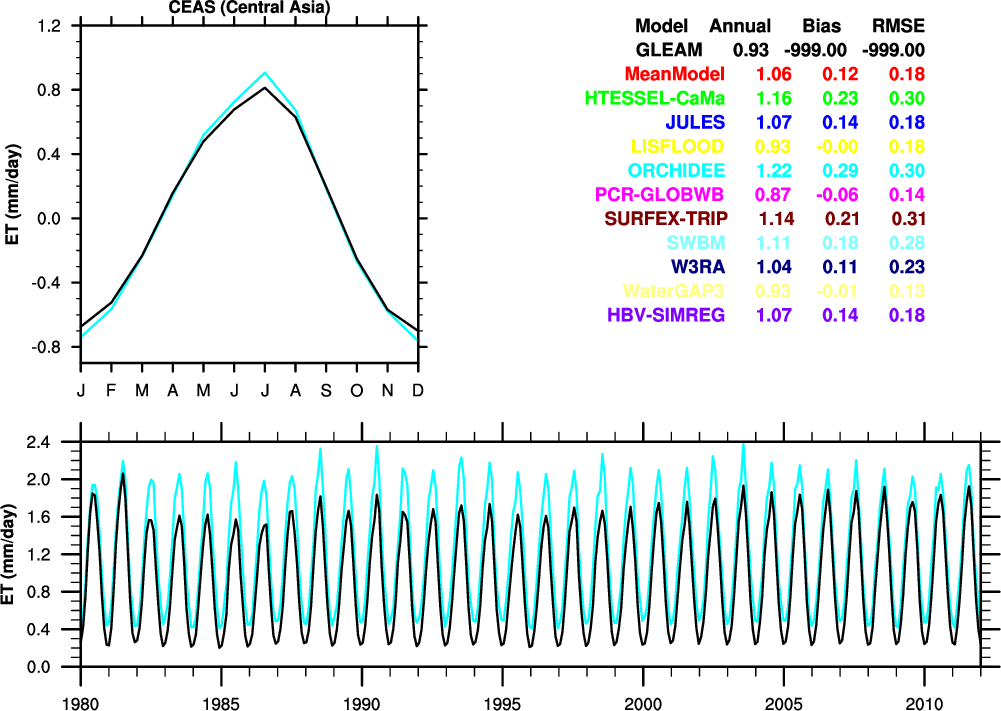 CEAS (Central Asia)
1.2
0.8
0.4
0.0
-0.4
-0.8
ET (mm/day)
J F M A M J J A S O N D
Model Annual Bias RMSE
GLEAM 0.93 -999.00 -999.00
MeanModel 1.06 0.12 0.18
HTESSEL-CaMa 1.16 0.23 0.30
JULES 1.07 0.14 0.18
LISFLOOD 0.93 -0.00 0.18
ORCHIDEE 1.22 0.29 0.30
PCR-GLOBWB 0.87 -0.06 0.14
SURFEX-TRIP 1.14 0.21 0.31
SWBM 1.11 0.18 0.28
W3RA 1.04 0.11 0.23
WaterGAP3 0.93 -0.01 0.13
HBV-SIMREG 1.07 0.14 0.18
2.4
2.0
1.6
1.2
0.8
0.4
0.0
ET (mm/day)
1980 1985 1990 1995 2000 2005 2010